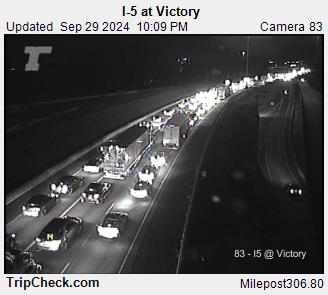 I-5 at Victory
Updated Sep 29 2024 10:09 PM Camera 83
T
N
83 - I5 @ Victory
TripCheck.com Milepost306.80